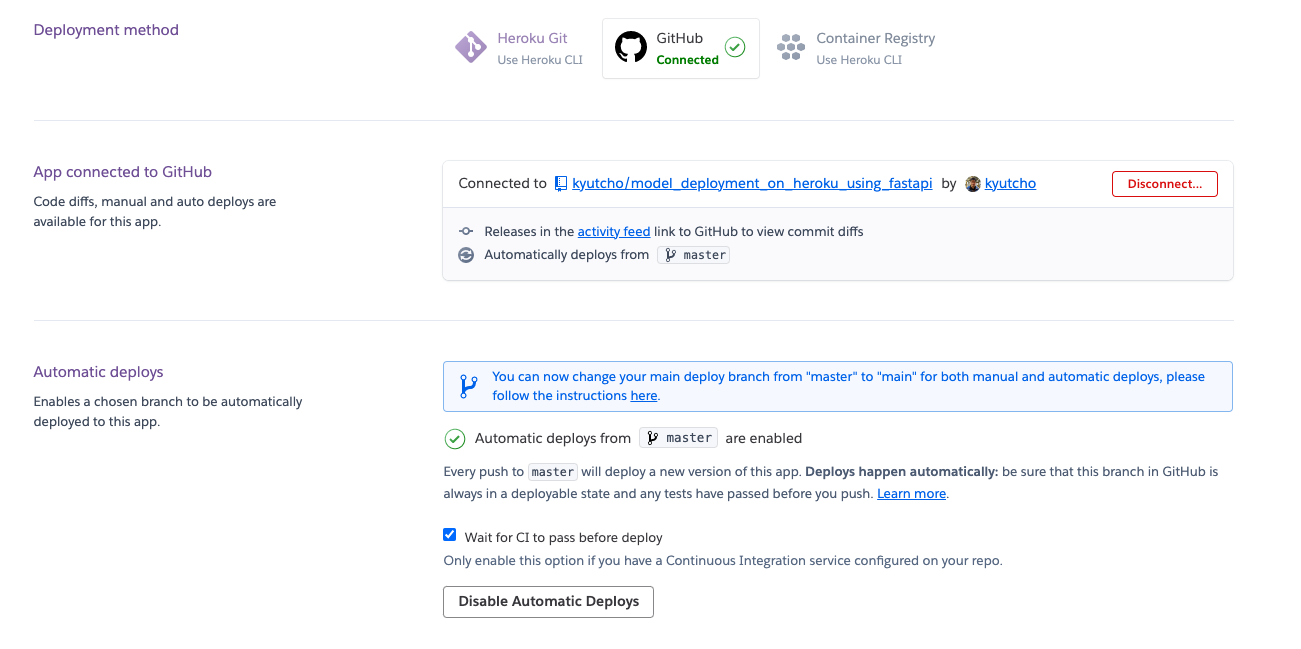 Deployment method
Heroku Git
Use Heroku CLI
GitHub
Connected
Container Registry
Use Heroku CLI
App connected to GitHub
Code diffs, manual and auto deploys are
available for this app.
Connected to kyutcho/model_deployment_on_heroku_using_fastapi by kyutcho
Disconnect...
Releases in the activity feed link to GitHub to view commit diffs
Automatically deploys from master
Automatic deploys
Enables a chosen branch to be automatically
deployed to this app.
You can now change your main deploy branch from "master" to "main" for both manual and automatic deploys, please
follow the instructions here.
Automatic deploys from master are enabled
Every push to master will deploy a new version of this app. Deploys happen automatically: be sure that this branch in GitHub is
always in a deployable state and any tests have passed before you push. Learn more.
Wait for CI to pass before deploy
Only enable this option if you have a Continuous Integration service configured on your repo.
Disable Automatic Deploys